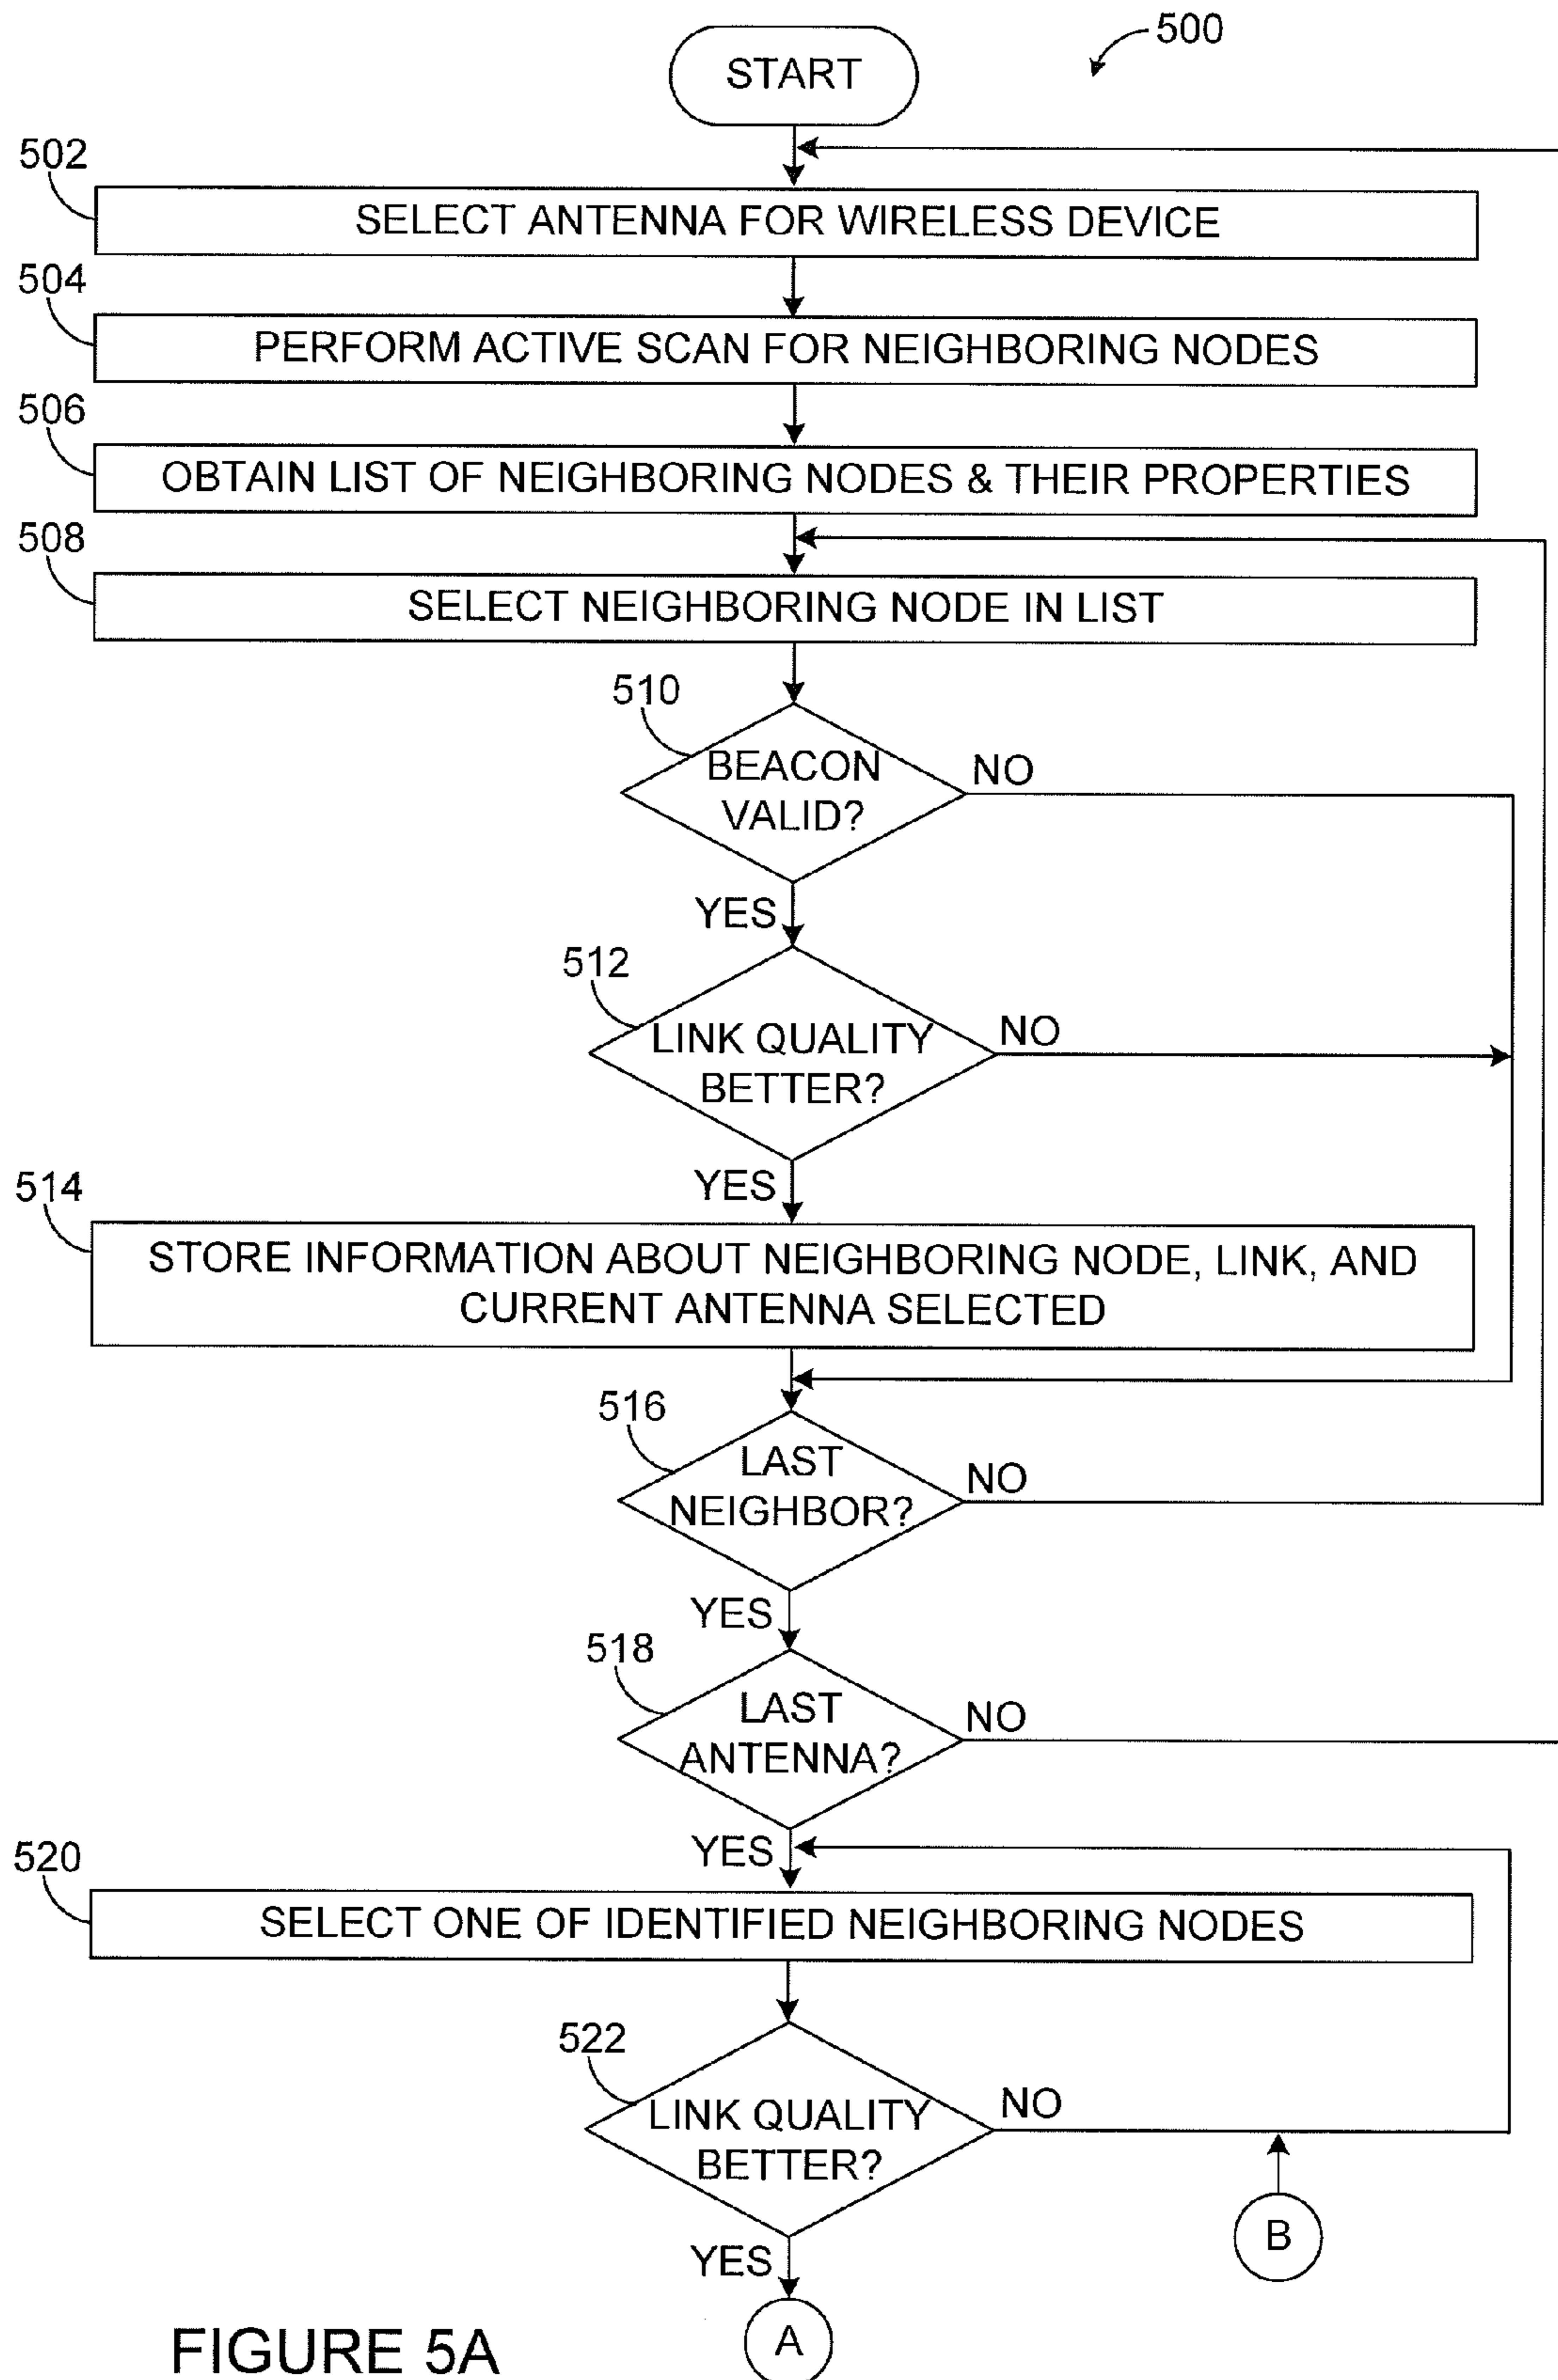 500
START
502
SELECT ANTENNA FOR WIRELESS DEVICE
504
PERFORM ACTIVE SCAN FOR NEIGHBORING NODES
506
OBTAIN LIST OF NEIGHBORING NODES & THEIR PROPERTIES
508
SELECT NEIGHBORING NODE IN LIST
510
BEACON
VALID?
NO
YES
512
LINK QUALITY
BETTER?
NO
YES
514
STORE INFORMATION ABOUT NEIGHBORING NODE, LINK, AND
CURRENT ANTENNA SELECTED
516
LAST
NEIGHBOR?
NO
YES
518
LAST
ANTENNA?
NO
YES
520
SELECT ONE OF IDENTIFIED NEIGHBORING NODES
522
LINK QUALITY
BETTER?
NO
B
YES
A
FIGURE 5A